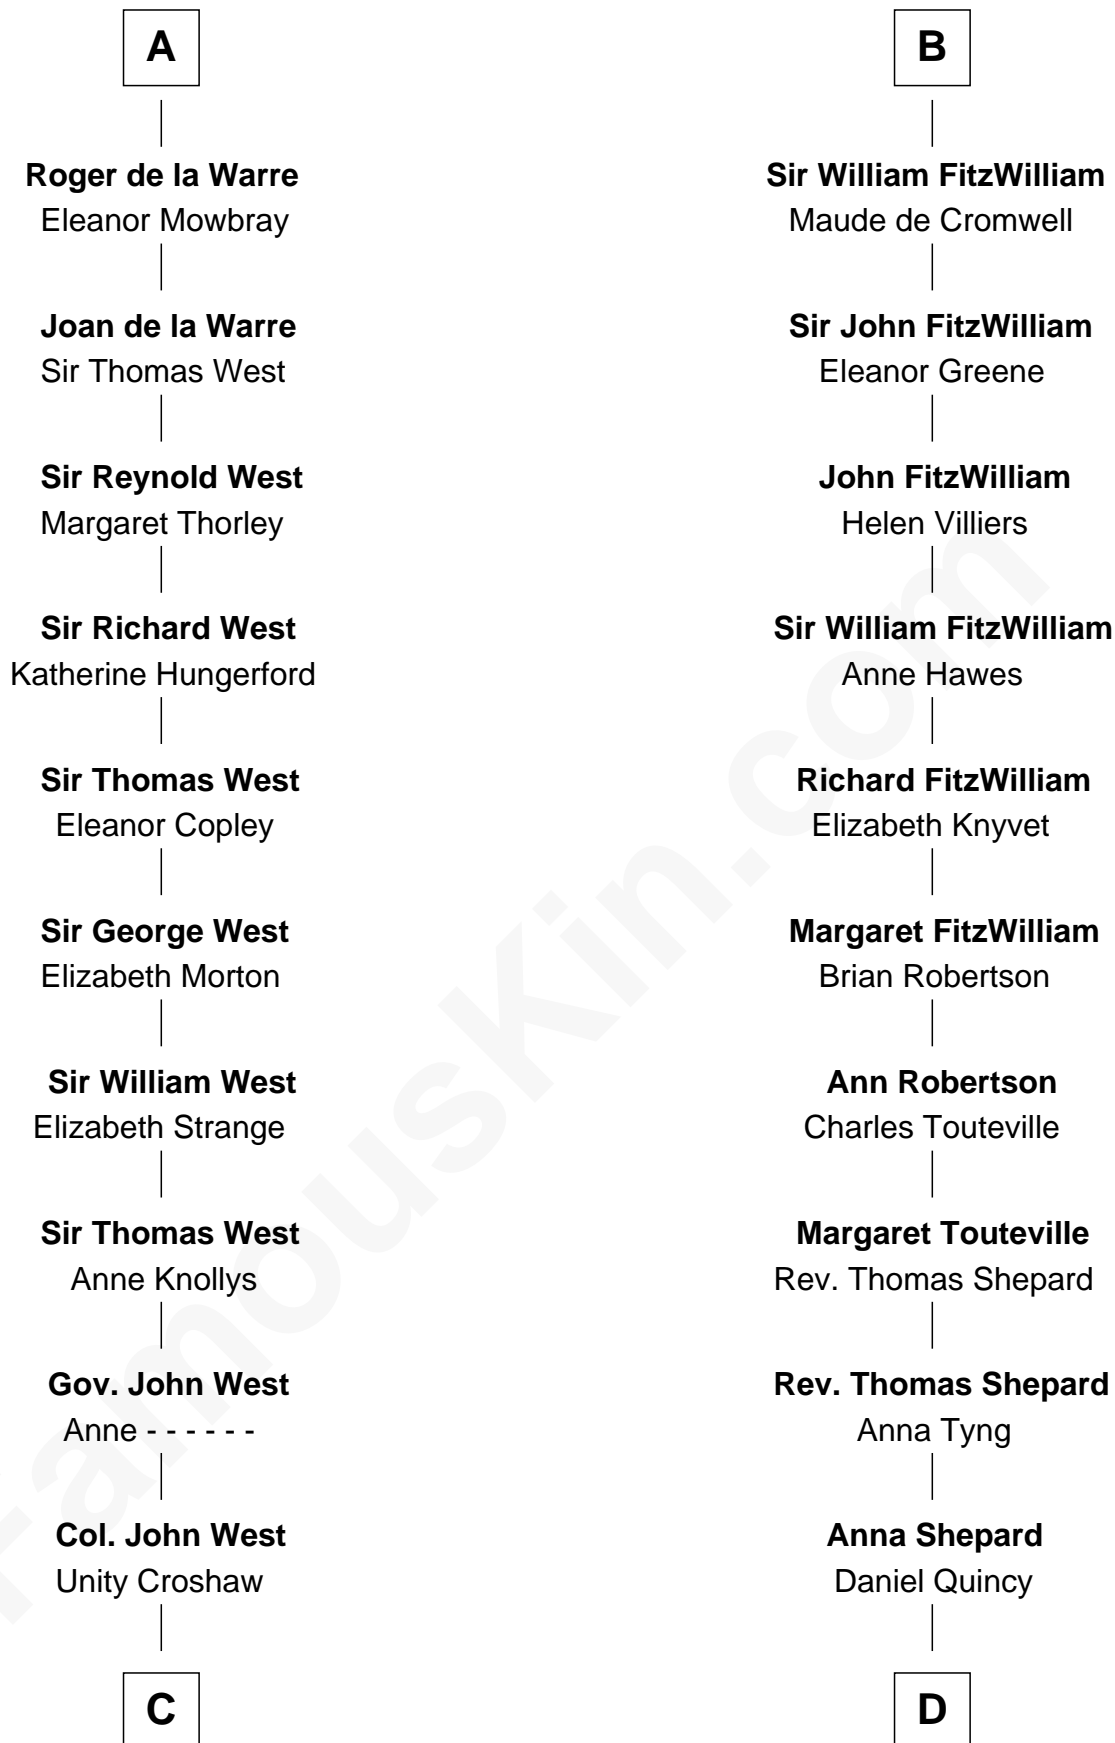 A
Roger de la Warre
Eleanor Mowbray
Joan de la Warre
Sir Thomas West
Sir Reynold West
Margaret Thorley
Sir Richard West
Katherine Hungerford
Sir Thomas West
Eleanor Copley
Sir George West
Elizabeth Morton
Sir William West
Elizabeth Strange
Sir Thomas West
Anne Knollys
Gov. John West
Anne - - - - - -
Col. John West
Unity Croshaw
C
B
Sir William FitzWilliam
Maude de Cromwell
Sir John FitzWilliam
Eleanor Greene
John FitzWilliam
Helen Villiers
Sir William FitzWilliam
Anne Hawes
Richard FitzWilliam
Elizabeth Knyvet
Margaret FitzWilliam
Brian Robertson
Ann Robertson
Charles Touteville
Margaret Touteville
Rev. Thomas Shepard
Rev. Thomas Shepard
Anna Tyng
Anna Shepard
Daniel Quincy
D
FamousKin.com